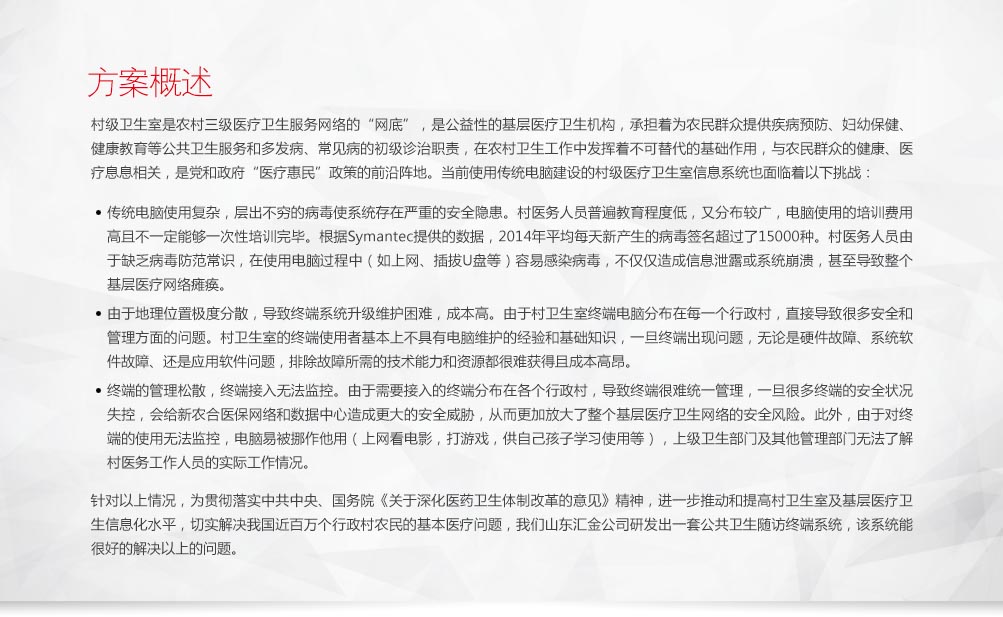 方案概述
村级卫生室是农村三级医疗卫生服务网络的“网底”，是公益性的基层医疗卫生机构，承担着为农民群众提供疾病预防、妇幼保健、
健康教育等公共卫生服务和多发病、常见病的初级诊治职责，在农村卫生工作中发挥着不可替代的基础作用，与农民群众的健康、医
疗息息相关，是党和政府“医疗惠民”政策的前沿阵地。当前使用传统电脑建设的村级医疗卫生室信息系统也面临着以下挑战：
• 传统电脑使用复杂，层出不穷的病毒使系统存在严重的安全隐患。村医务人员普遍教育程度低，又分布较广，电脑使用的培训费用
高且不一定能够一次性培训完毕。根据Symantec提供的数据，2014年平均每天新产生的病毒签名超过了15000种。村医务人员由
于缺乏病毒防范常识，在使用电脑过程中（如上网、插拔U盘等）容易感染病毒，不仅仅造成信息泄露或系统崩溃，甚至导致整个
基层医疗网络瘫痪。
• 由于地理位置极度分散，导致终端系统升级维护困难，成本高。由于村卫生室终端电脑分布在每一个行政村，直接导致很多安全和
管理方面的问题。村卫生室的终端使用者基本上不具有电脑维护的经验和基础知识，一旦终端出现问题，无论是硬件故障、系统软
件故障、还是应用软件问题，排除故障所需的技术能力和资源都很难获得且成本高昂。
• 终端的管理松散，终端接入无法监控。由于需要接入的终端分布在各个行政村，导致终端很难统一管理，一旦很多终端的安全状况
失控，会给新农合医保网络和数据中心造成更大的安全威胁，从而更加放大了整个基层医疗卫生网络的安全风险。此外，由于对终
端的使用无法监控，电脑易被挪作他用（上网看电影，打游戏，供自己孩子学习使用等），上级卫生部门及其他管理部门无法了解
村医务工作人员的实际工作情况。
针对以上情况，为贯彻落实中共中央、国务院《关于深化医药卫生体制改革的意见》精神，进一步推动和提高村卫生室及基层医疗卫
生信息化水平，切实解决我国近百万个行政村农民的基本医疗问题，我们山东汇金公司研发出一套公共卫生随访终端系统，该系统能
很好的解决以上的问题。